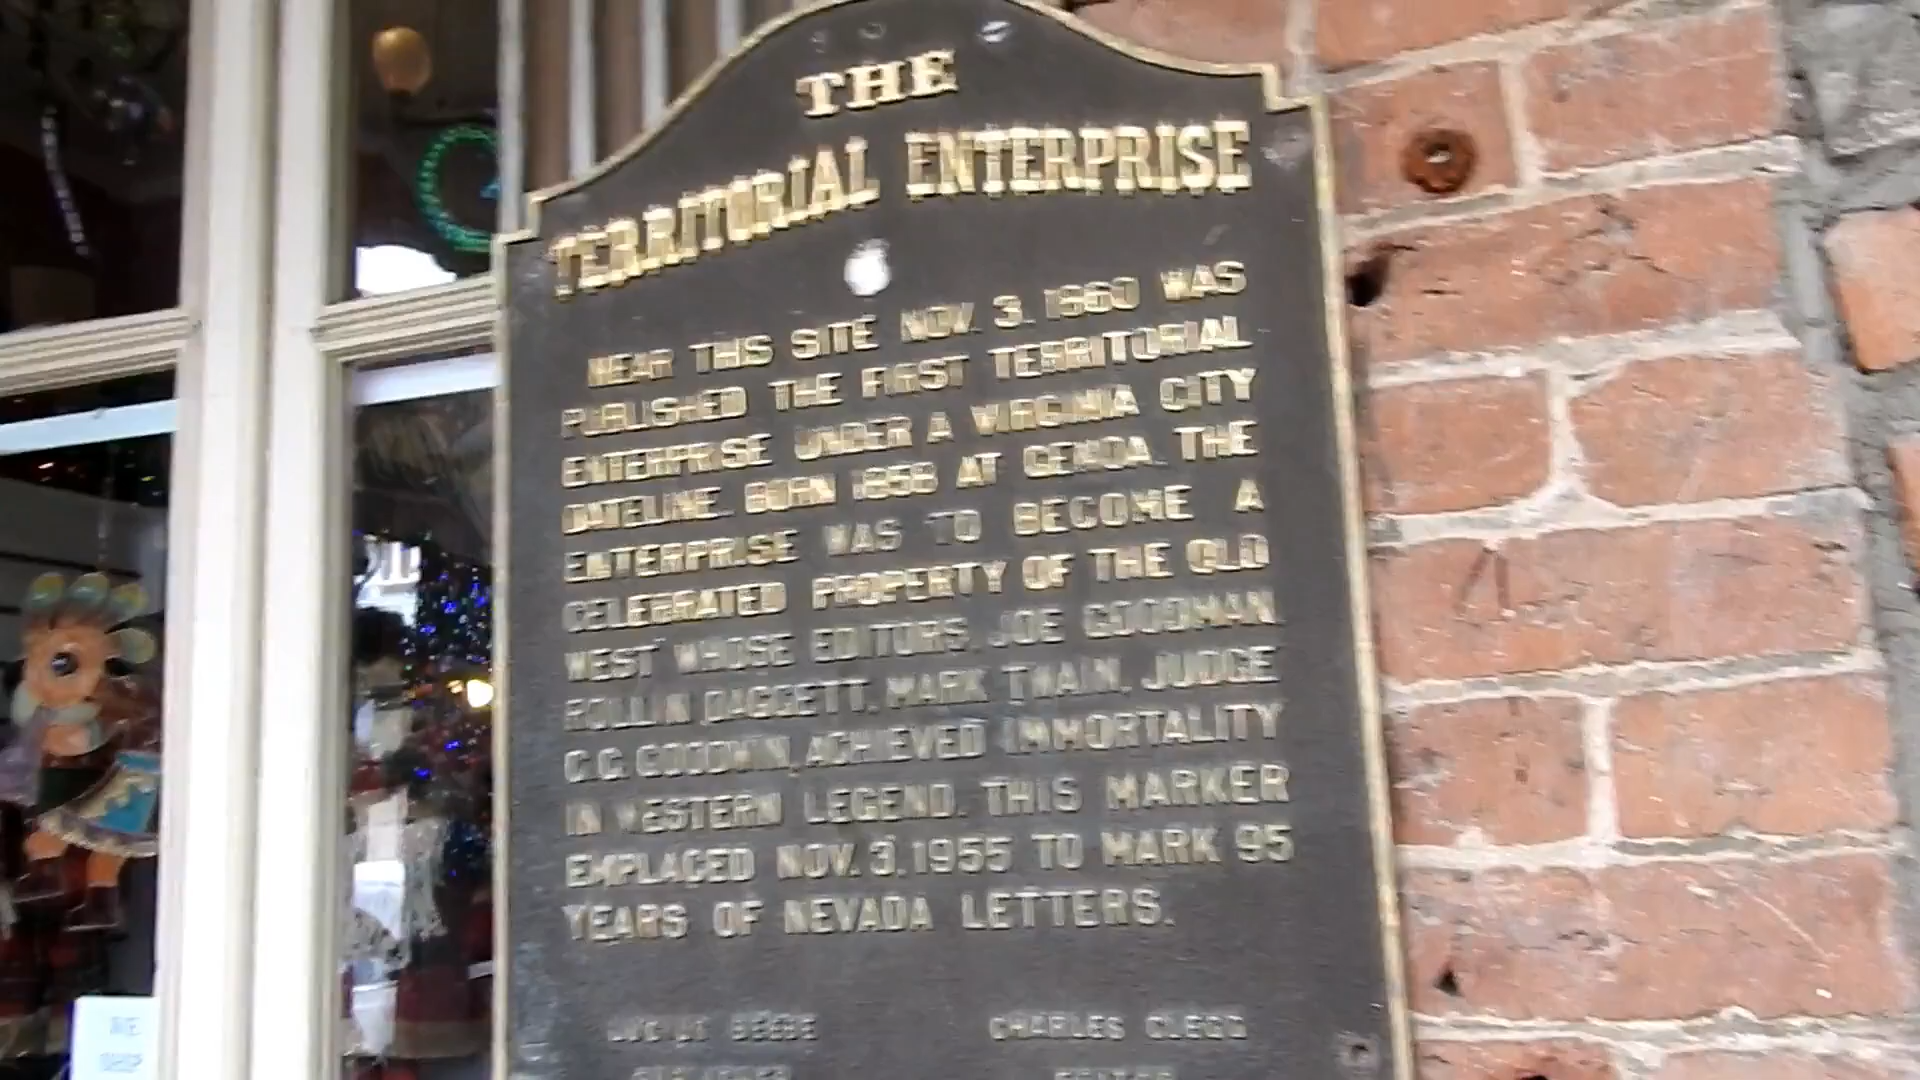 THE
TERRITORIAL ENTERPRISE
NEAR THIS SITE NOV. 3. 1860 WAS
PUBLISHED THE FIRST TERRITORIAL
ENTERPRISE UNDER A VIRGINIA CITY
DATELINE. BORN 1858 AT GENOA THE
ENTERPRISE WAS TO BECOME A
CELEBRATED PROPERTY OF THE OLD
WEST WHOSE EDITORS, JOE GOODMAN,
ROLLIN DAGGETT, MARK TWAIN, JUDGE
C.C. GOODWIN, ACHIEVED IMMORTALITY
IN WESTERN LEGEND. THIS MARKER
EMPLACED NOV. 3, 1955 TO MARK 95
YEARS OF NEVADA LETTERS.
LUCIUS BEEBE CHARLES CLEGG
WE
SHIP